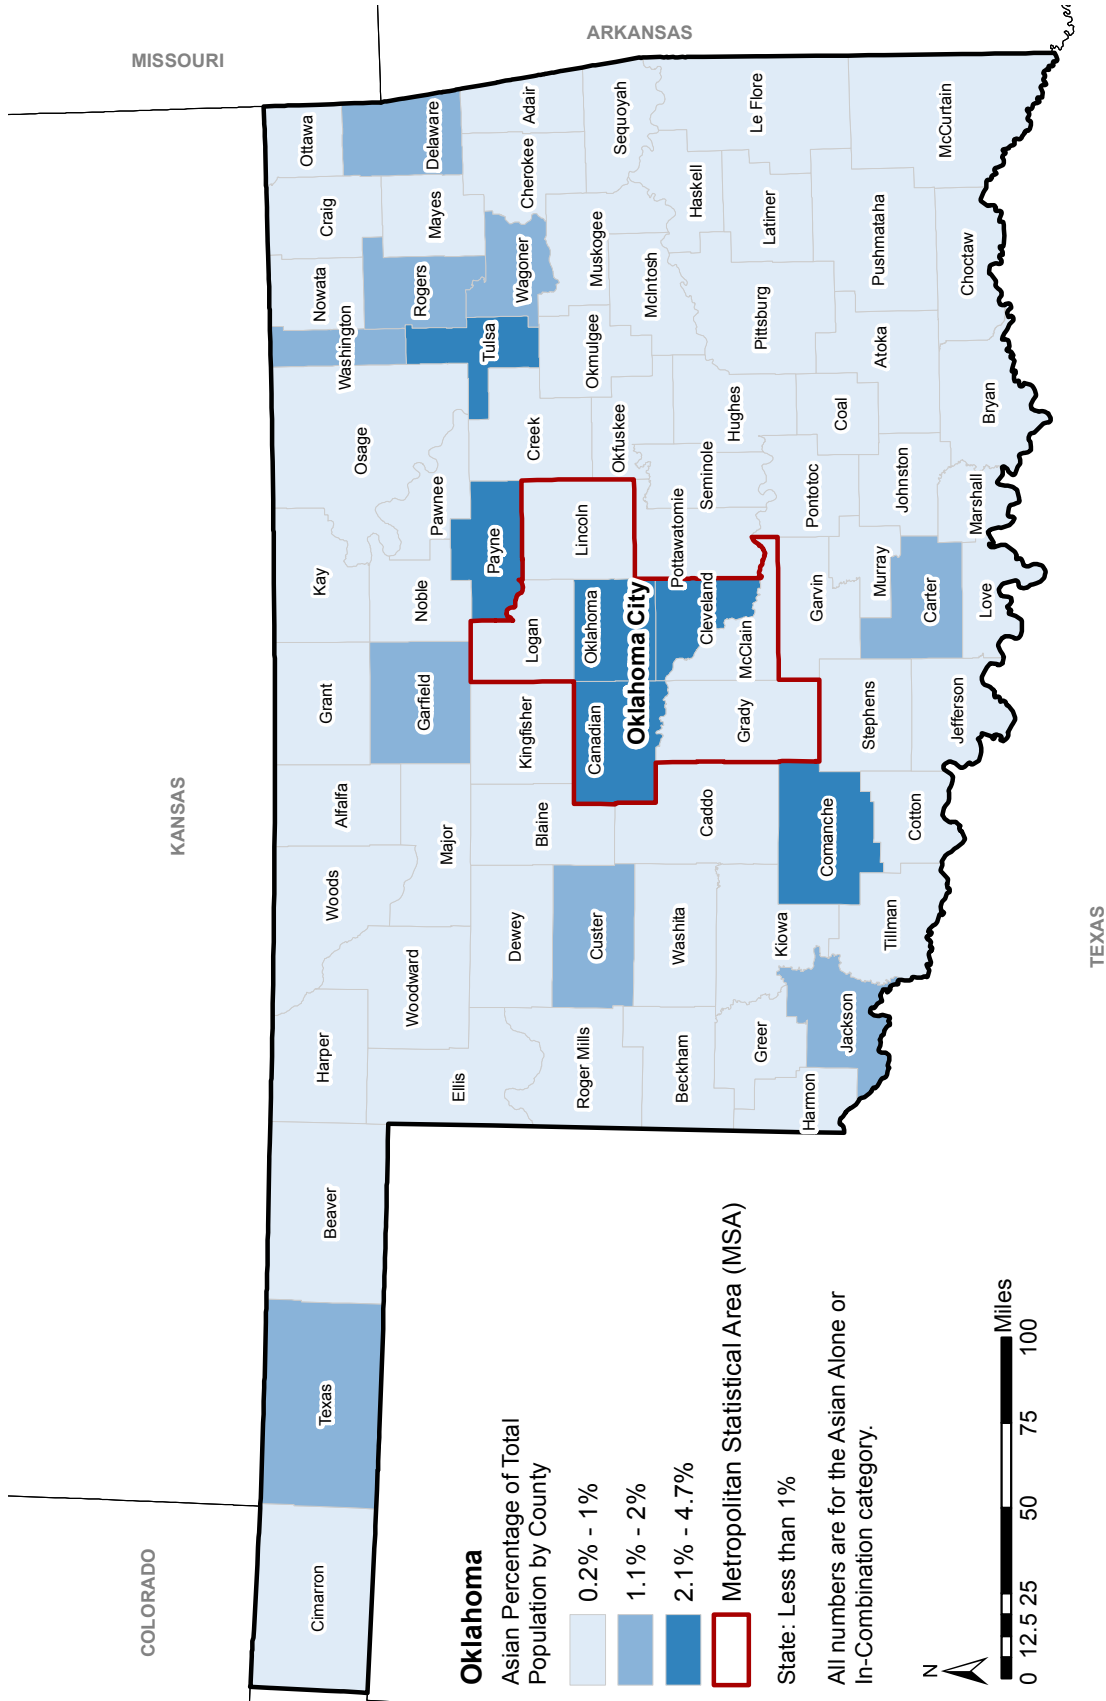 COLORADO
KANSAS
MISSOURI
ARKANSAS
TEXAS
Cimarron
Texas
Beaver
Harper
Woods
Alfalfa
Grant
Kay
Osage
Washington
Nowata
Craig
Ottawa
Ellis
Woodward
Major
Garfield
Noble
Pawnee
Rogers
Mayes
Delaware
Roger Mills
Dewey
Custer
Blaine
Kingfisher
Logan
Payne
Creek
Tulsa
Wagoner
Cherokee
Adair
Beckham
Washita
Caddo
Canadian
Oklahoma
Oklahoma City
Lincoln
Okfuskee
Okmulgee
Muskogee
McIntosh
Sequoyah
Harmon
Greer
Kiowa
Jackson
Grady
McClain
Cleveland
Pottawatomie
Seminole
Hughes
Pittsburg
Haskell
Latimer
Le Flore
Tillman
Comanche
Cotton
Stephens
Jefferson
Garvin
Murray
Carter
Love
Pontotoc
Johnston
Marshall
Coal
Atoka
Bryan
Pushmataha
Choctaw
McCurtain
Oklahoma
Asian Percentage of Total
Population by County
0.2% - 1%
1.1% - 2%
2.1% - 4.7%
Metropolitan Statistical Area (MSA)
State: Less than 1%
All numbers are for the Asian Alone or
In-Combination category.
N
0 12.5 25 50 75 100
Miles